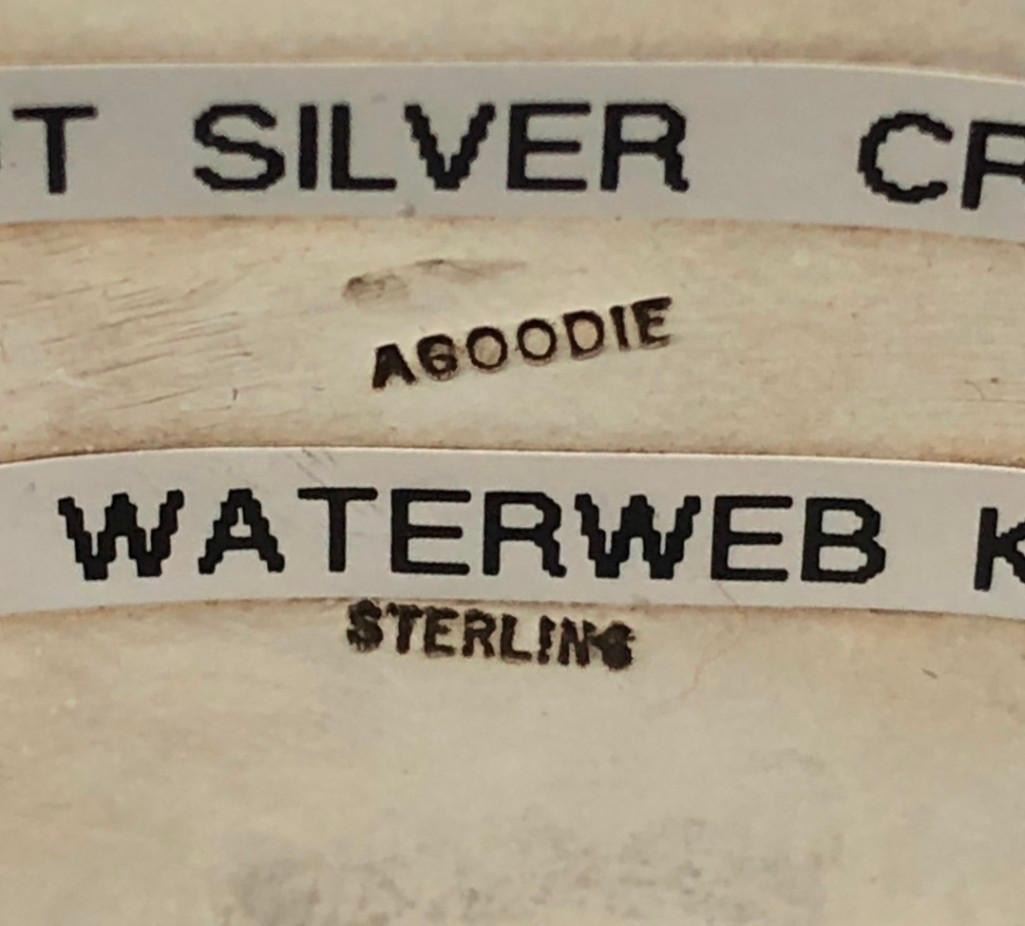 T SILVER CR
AGOODIE
WATERWEB K
STERLING